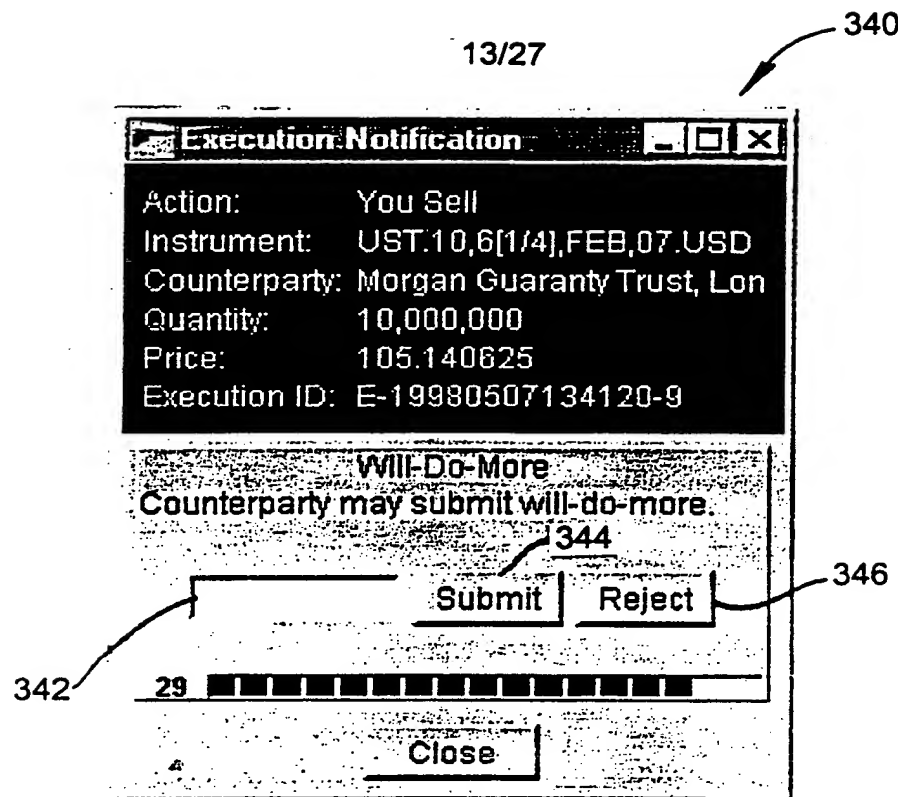 13/27
340
Execution Notification
Action: You Sell
Instrument: UST.10,6[1/4],FEB,07.USD
Counterparty: Morgan Guaranty Trust, Lon
Quantity: 10,000,000
Price: 105.140625
Execution ID: E-19980507134120-9
Will-Do-More
Counterparty may submit will-do-more.
344
Submit Reject
346
342
29
Close